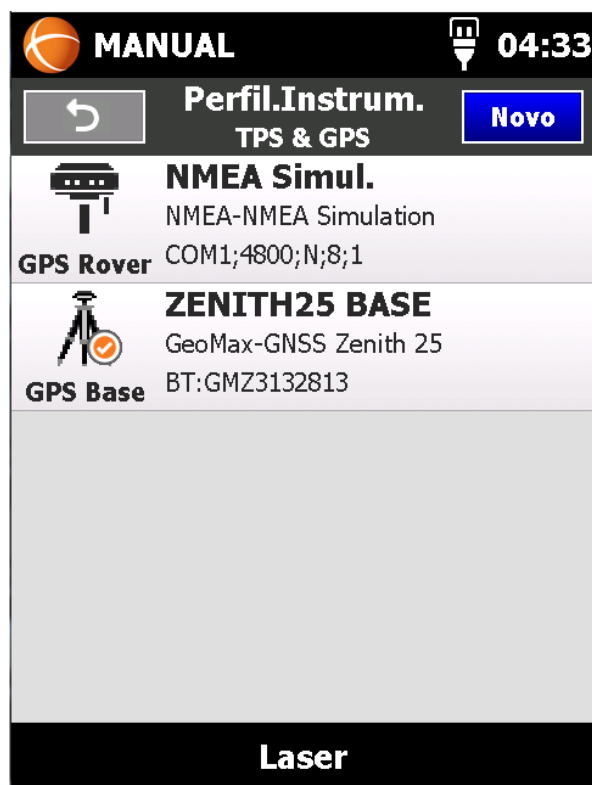 MANUAL 04:33
Perfil.Instrum.
TPS & GPS
Novo
NMEA Simul.
NMEA-NMEA Simulation
COM1;4800;N;8;1
GPS Rover
ZENITH25 BASE
GeoMax-GNSS Zenith 25
BT:GMZ3132813
GPS Base
Laser